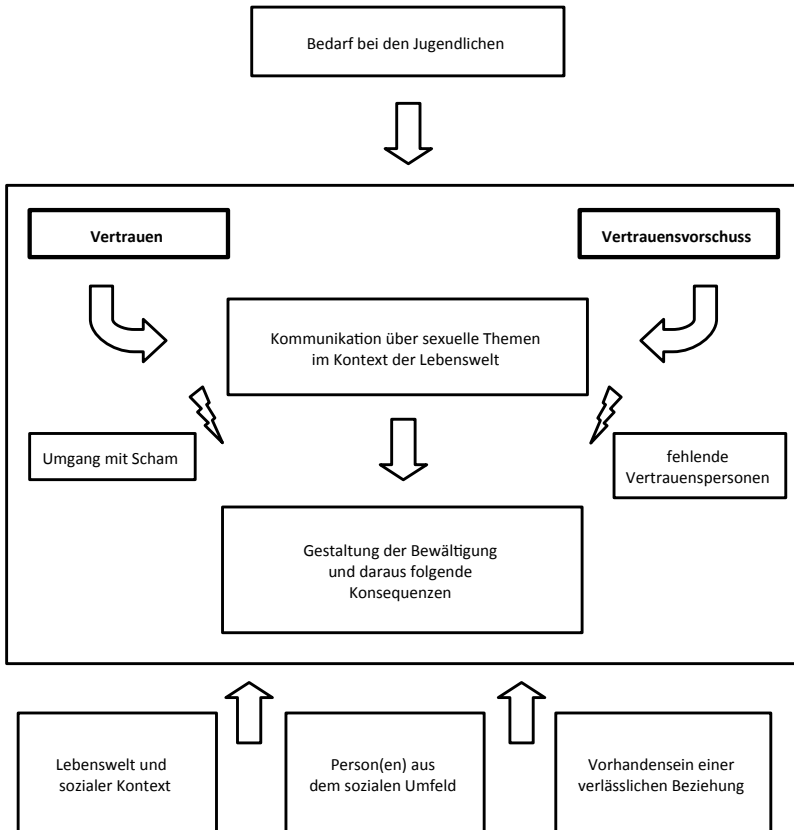 Bedarf bei den Jugendlichen
Vertrauen
Vertrauensvorschuss
Kommunikation über sexuelle Themen
im Kontext der Lebenswelt
Umgang mit Scham
fehlende
Vertrauenspersonen
Gestaltung der Bewältigung
und daraus folgende
Konsequenzen
Lebenswelt und
sozialer Kontext
Person(en) aus
dem sozialen Umfeld
Vorhandensein einer
verlässlichen Beziehung